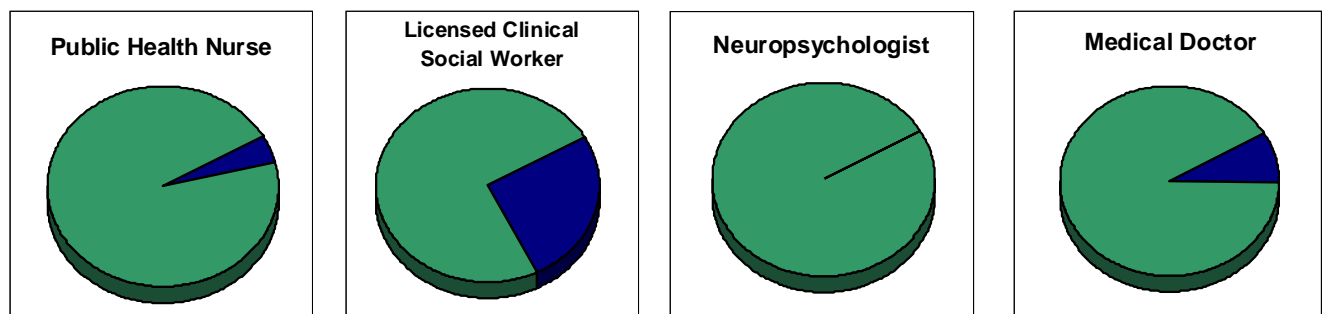 Public Health Nurse
Licensed Clinical
Social Worker
Neuropsychologist
Medical Doctor